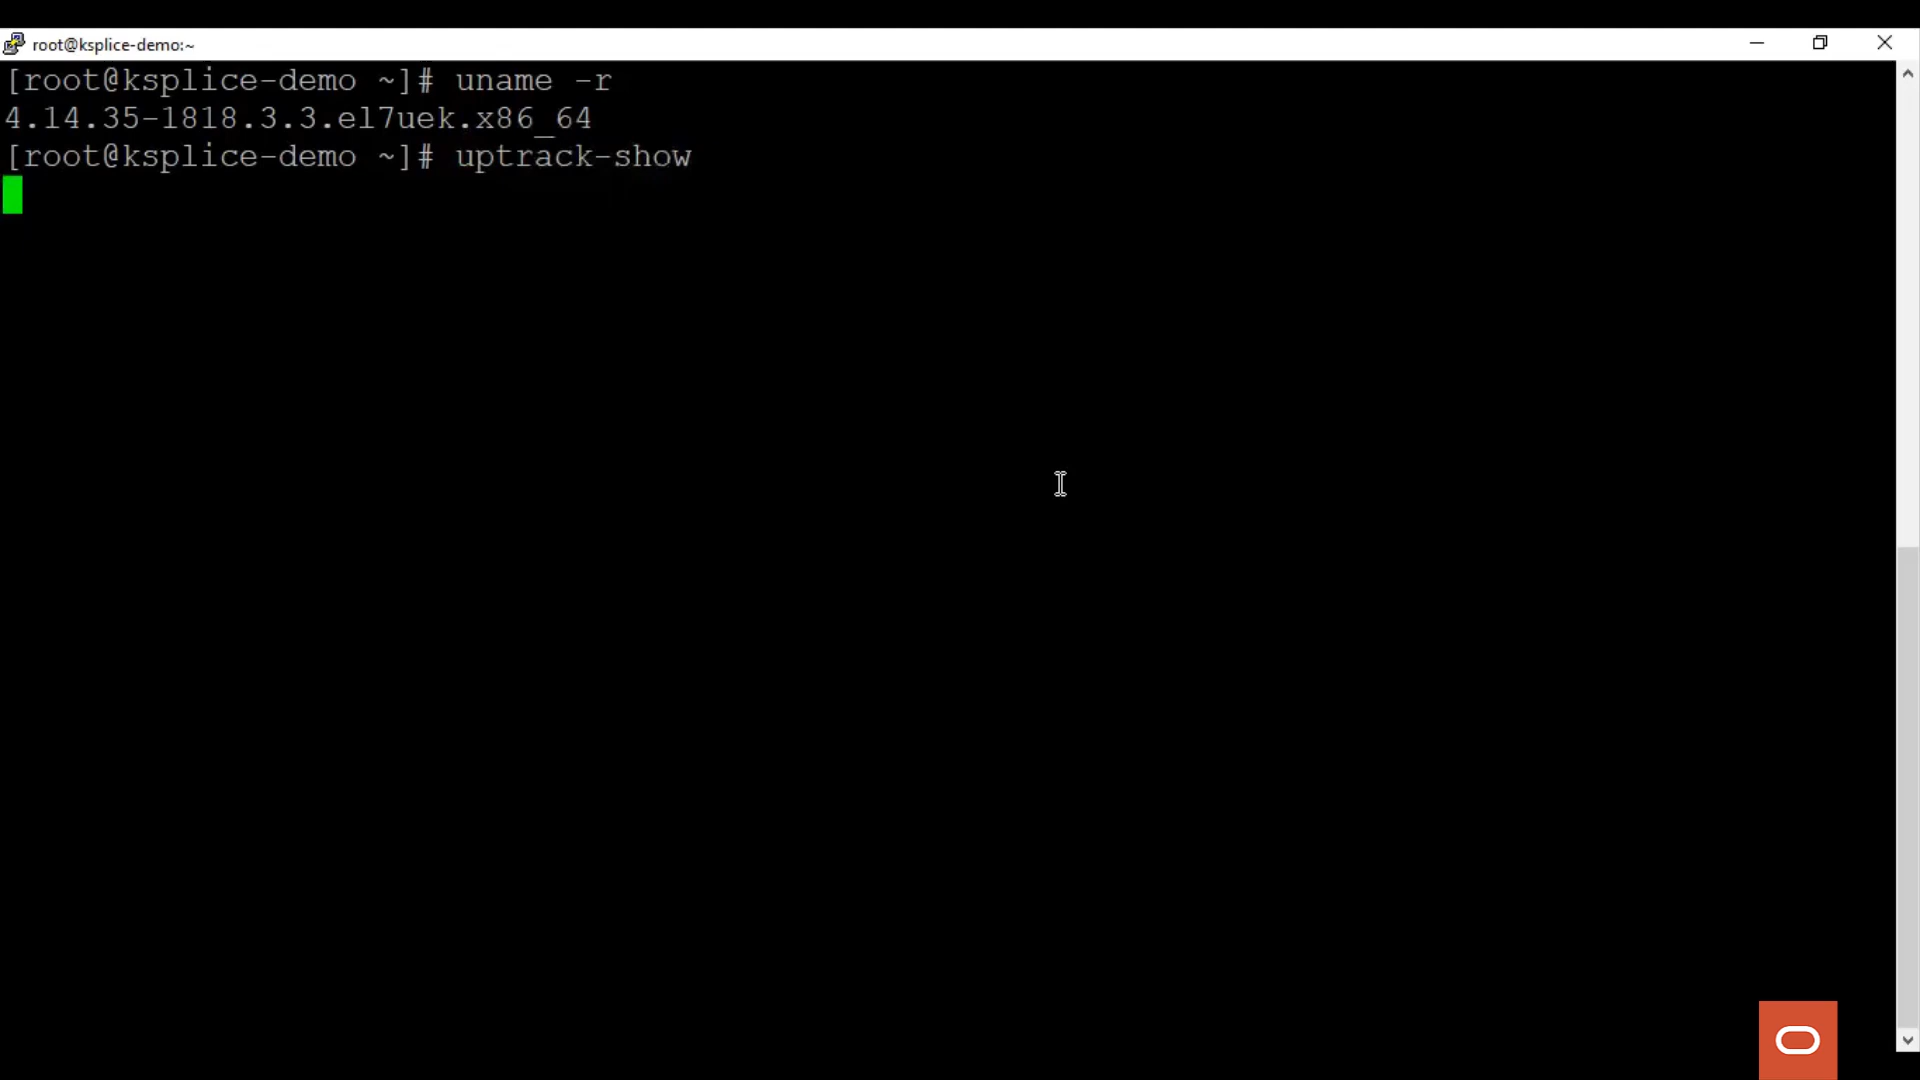 root@ksplice-demo:~
[root@ksplice-demo ~]# uname -r
4.14.35-1818.3.3.el7uek.x86_64
[root@ksplice-demo ~]# uptrack-show